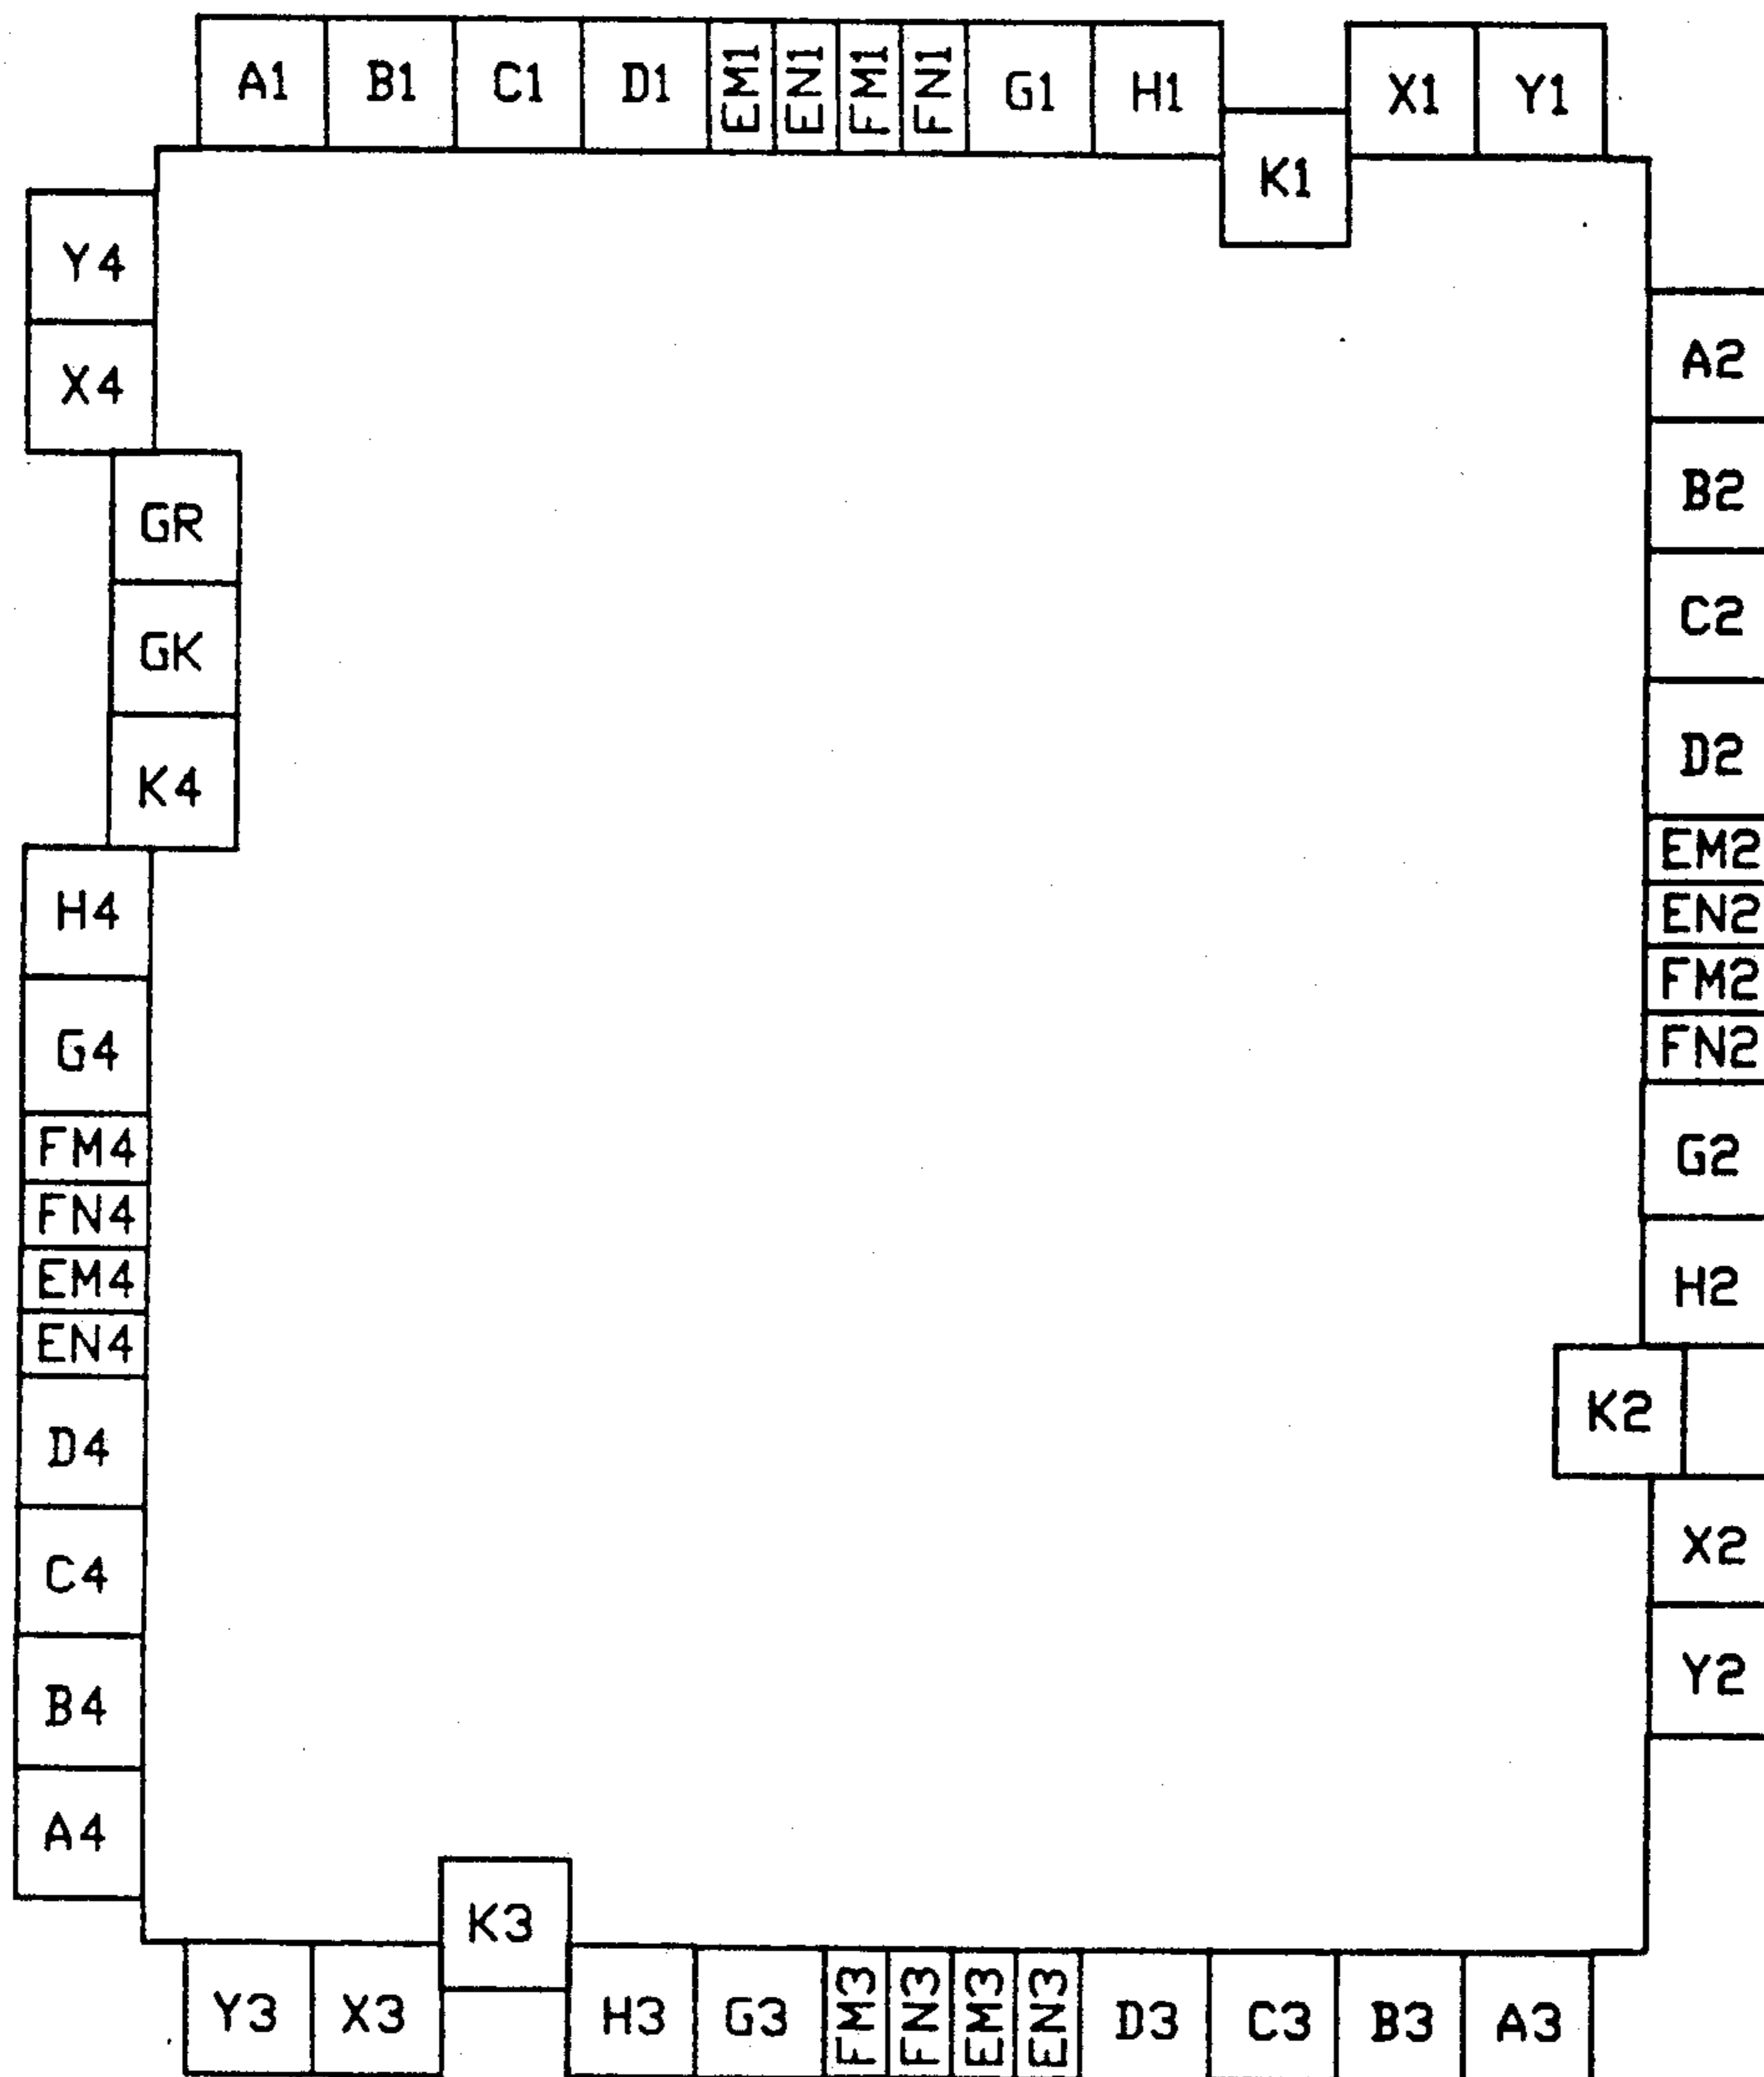 A1 B1 C1 D1 EM1 EN1 FM1 FN1 G1 H1 K1 X1 Y1
A2
B2
C2
D2
EM2
EN2
FM2
FN2
G2
H2
K2
X2
Y2
Y4
X4
GR
GK
K4
H4
G4
FM4
FN4
EM4
EN4
D4
C4
B4
A4
Y3 X3 K3 H3 G3 FM3 FN3 EM3 EN3 D3 C3 B3 A3